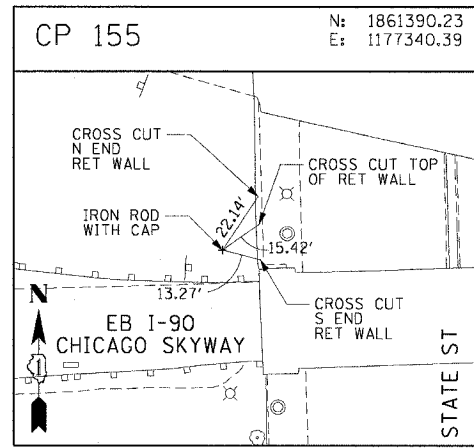 CP 155
N: 1861390.23
E: 1177340.39
CROSS CUT
N END
RET WALL
CROSS CUT TOP
OF RET WALL
IRON ROD
WITH CAP
22.14'
15.42'
13.27'
CROSS CUT
S END
RET WALL
N
EB I-90
CHICAGO SKYWAY
STATE ST